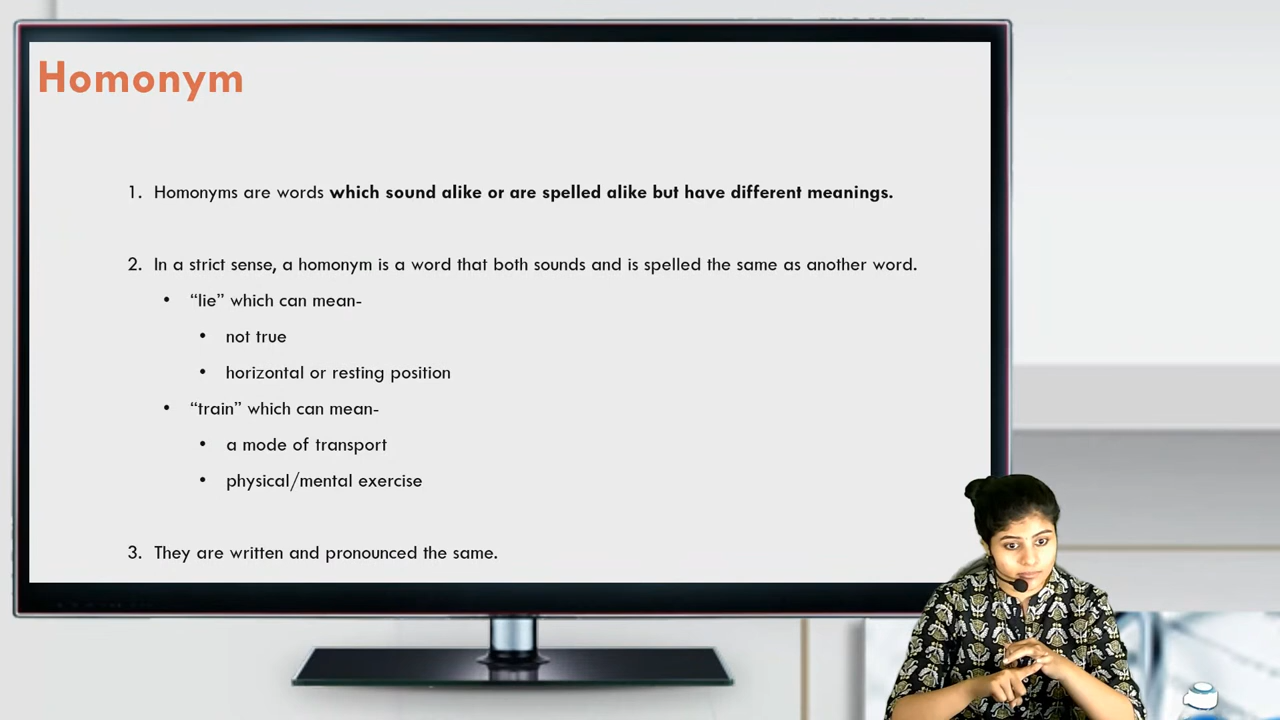 Homonym
1. Homonyms are words which sound alike or are spelled alike but have different meanings.
2. In a strict sense, a homonym is a word that both sounds and is spelled the same as another word.
• “lie” which can mean-
• not true
• horizontal or resting position
• “train” which can mean-
• a mode of transport
• physical/mental exercise
3. They are written and pronounced the same.